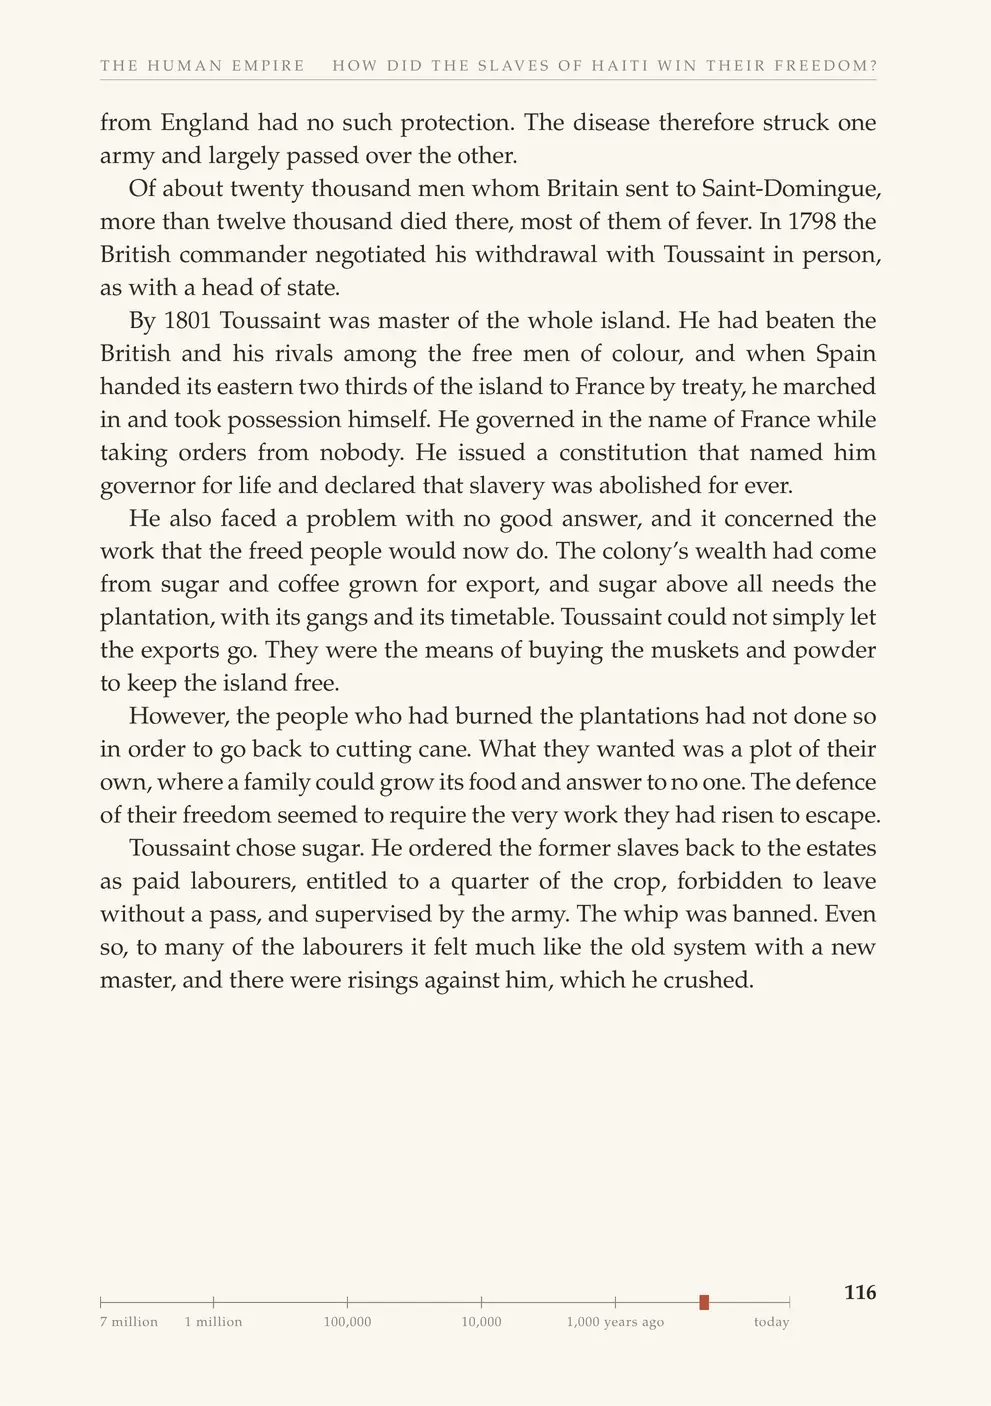 THE HUMAN EMPIRE HOW DID THE SLAVES OF HAITI WIN THEIR FREEDOM?
from England had no such protection. The disease therefore struck one
army and largely passed over the other.
Of about twenty thousand men whom Britain sent to Saint-Domingue,
more than twelve thousand died there, most of them of fever. In 1798 the
British commander negotiated his withdrawal with Toussaint in person,
as with a head of state.
By 1801 Toussaint was master of the whole island. He had beaten the
British and his rivals among the free men of colour, and when Spain
handed its eastern two thirds of the island to France by treaty, he marched
in and took possession himself. He governed in the name of France while
taking orders from nobody. He issued a constitution that named him
governor for life and declared that slavery was abolished for ever.
He also faced a problem with no good answer, and it concerned the
work that the freed people would now do. The colony’s wealth had come
from sugar and coffee grown for export, and sugar above all needs the
plantation, with its gangs and its timetable. Toussaint could not simply let
the exports go. They were the means of buying the muskets and powder
to keep the island free.
However, the people who had burned the plantations had not done so
in order to go back to cutting cane. What they wanted was a plot of their
own, where a family could grow its food and answer to no one. The defence
of their freedom seemed to require the very work they had risen to escape.
Toussaint chose sugar. He ordered the former slaves back to the estates
as paid labourers, entitled to a quarter of the crop, forbidden to leave
without a pass, and supervised by the army. The whip was banned. Even
so, to many of the labourers it felt much like the old system with a new
master, and there were risings against him, which he crushed.
116
7 million 1 million 100,000 10,000 1,000 years ago today